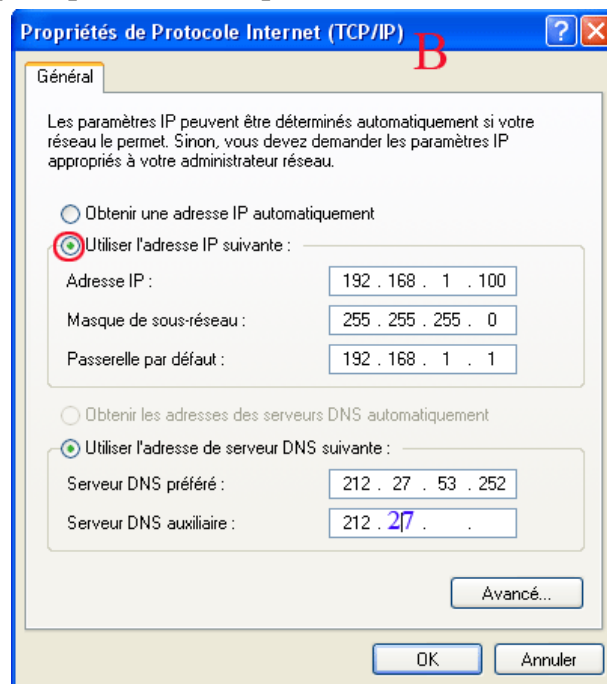 Propriétés de Protocole Internet (TCP/IP) B
Général
Les paramètres IP peuvent être déterminés automatiquement si votre
réseau le permet. Sinon, vous devez demander les paramètres IP
appropriés à votre administrateur réseau.
Obtenir une adresse IP automatiquement
Utiliser l'adresse IP suivante :
Adresse IP : 192 . 168 . 1 . 100
Masque de sous-réseau : 255 . 255 . 255 . 0
Passerelle par défaut : 192 . 168 . 1 . 1
Obtenir les adresses des serveurs DNS automatiquement
Utiliser l'adresse de serveur DNS suivante :
Serveur DNS préféré : 212 . 27 . 53 . 252
Serveur DNS auxiliaire : 212 . 27 . .
Avancé...
OK Annuler